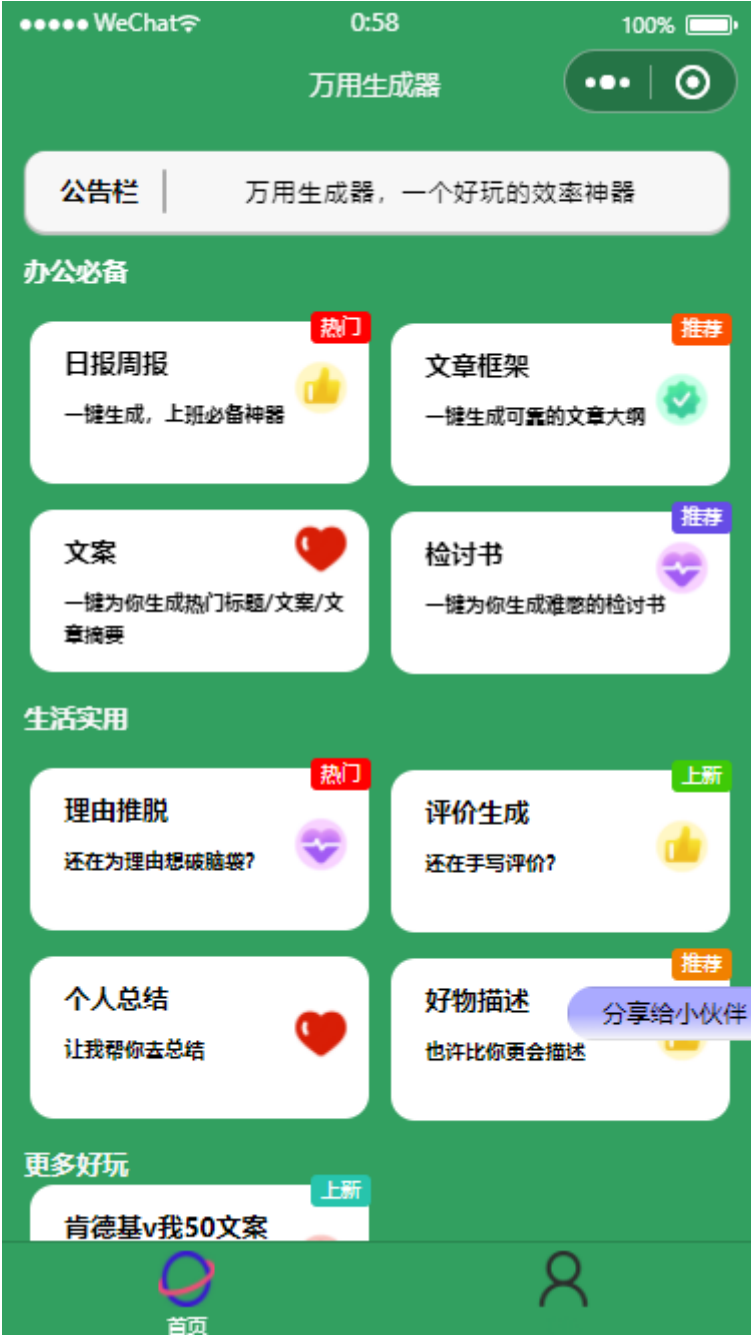 WeChat 0:58 100%
万用生成器
公告栏 万用生成器，一个好玩的效率神器
办公必备
热门
日报周报
一键生成，上班必备神器
推荐
文章框架
一键生成可靠的文章大纲
文案
一键为你生成热门标题/文案/文
章摘要
推荐
检讨书
一键为你生成难憋的检讨书
生活实用
热门
理由推脱
还在为理由想破脑袋?
上新
评价生成
还在手写评价?
个人总结
让我帮你去总结
推荐
好物描述
也许比你更会描述
分享给小伙伴
更多好玩
上新
肯德基v我50文案
首页